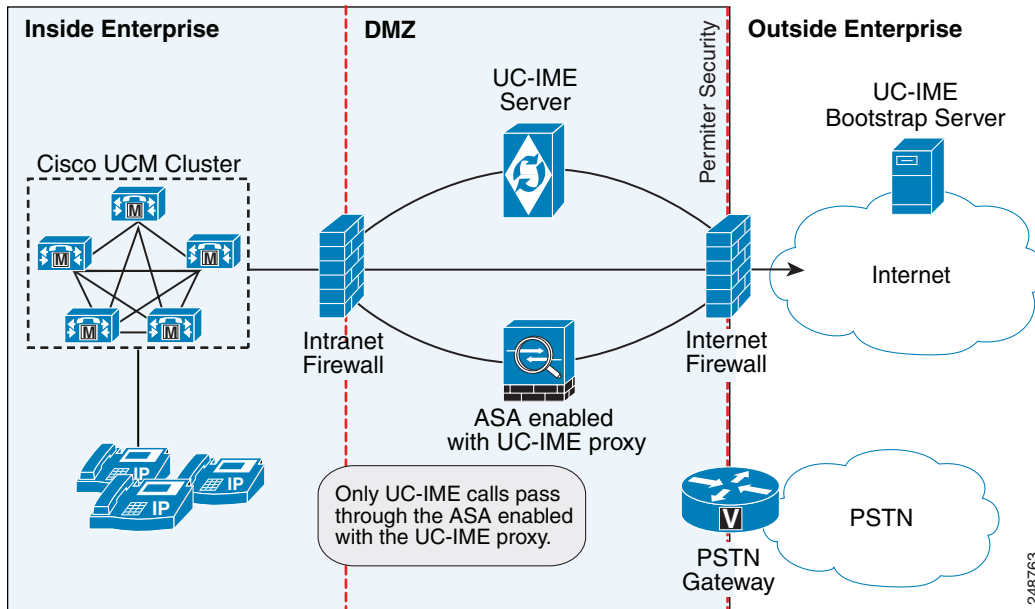 Inside Enterprise
DMZ
Outside Enterprise
Permiter Security
UC-IME
Server
UC-IME
Bootstrap Server
Cisco UCM Cluster
M
M
M
M
M
Internet
Intranet
Firewall
Internet
Firewall
ASA enabled
with UC-IME proxy
IP
IP
IP
Only UC-IME calls pass
through the ASA enabled
with the UC-IME proxy.
V
PSTN
PSTN
Gateway
248763